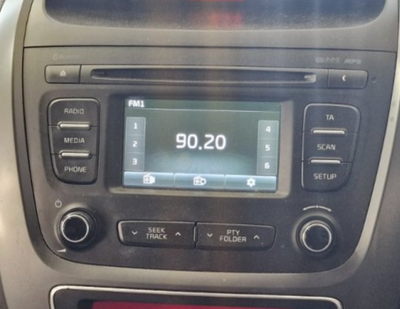 FM1
RADIO
MEDIA
PHONE
1
2
3
90.20
4
5
6
TA
SCAN
SETUP
SEEK
TRACK
PTY
FOLDER